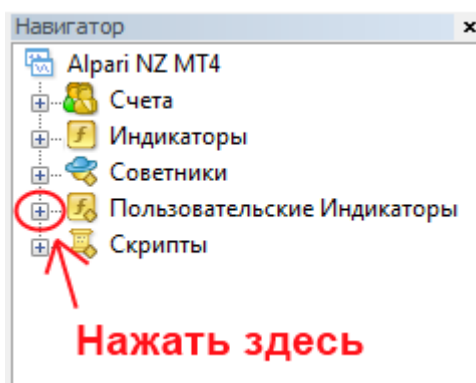 Навигатор
Alpari NZ MT4
Счета
Индикаторы
Советники
Пользовательские Индикаторы
Скрипты
Нажать здесь